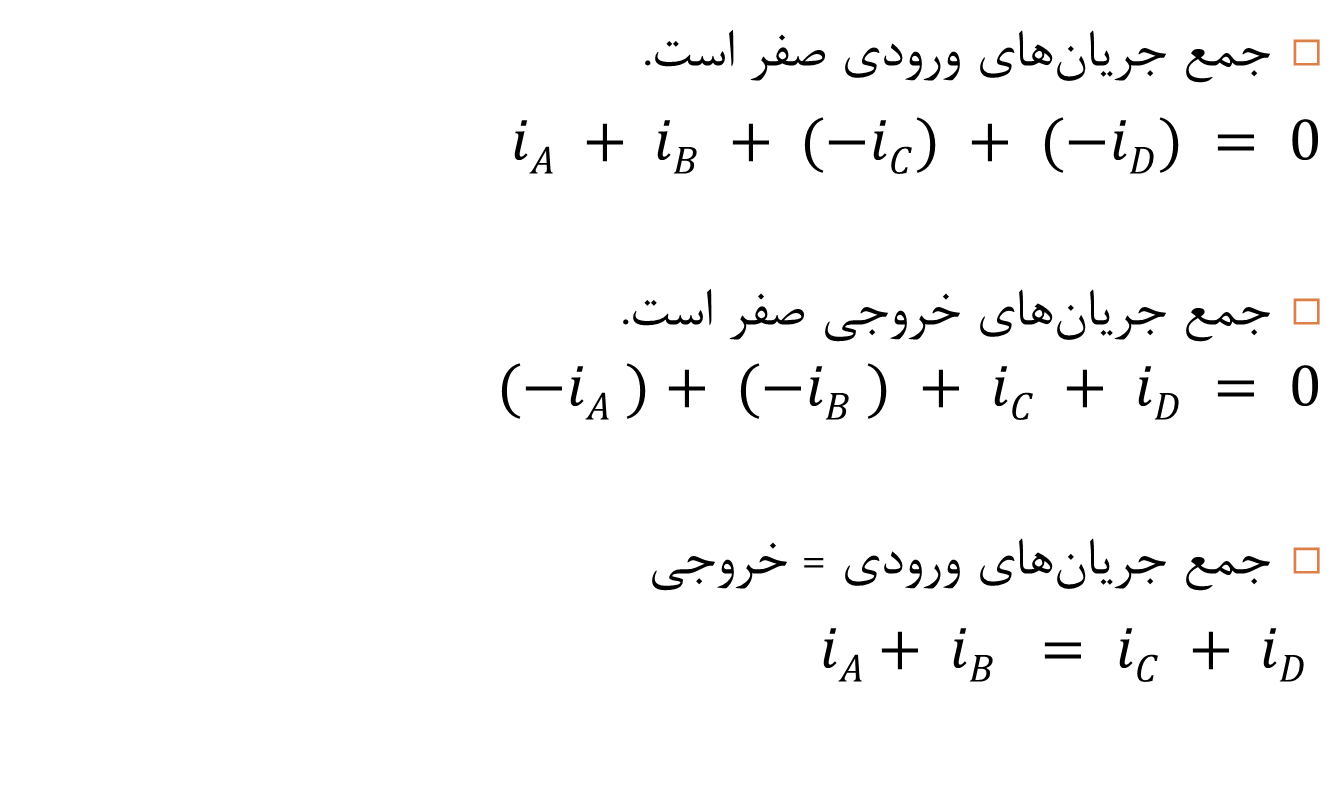 جمع جریان‌های ورودی صفر است.
i_A + i_B + (−i_C) + (−i_D) = 0
جمع جریان‌های خروجی صفر است.
(−i_A ) + (−i_B ) + i_C + i_D = 0
جمع جریان‌های ورودی = خروجی
i_A + i_B = i_C + i_D